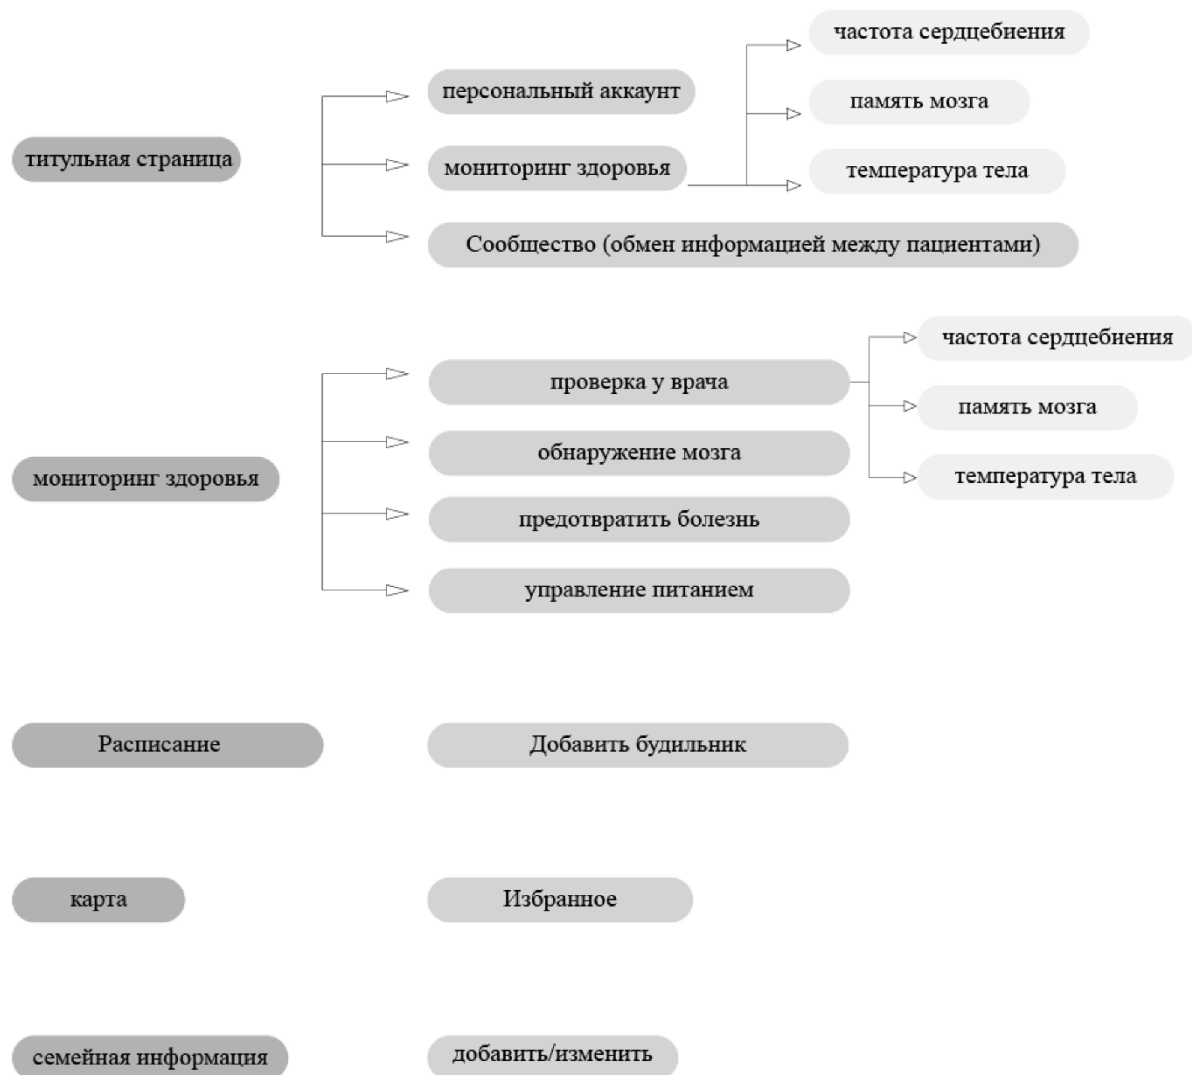 частота сердцебиения
персональный аккаунт
память мозга
титульная страница
мониторинг здоровья
температура тела
Сообщество (обмен информацией между пациентами)
частота сердцебиения
проверка у врача
память мозга
обнаружение мозга
мониторинг здоровья
температура тела
предотвратить болезнь
управление питанием
Расписание
Добавить будильник
карта
Избранное
семейная информация
добавить/изменить